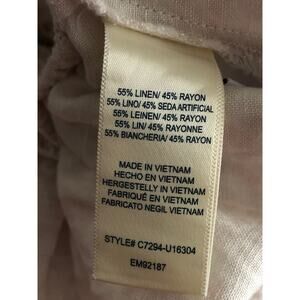 55% LINEN/ 45% RAYON
55% LINO/ 45% SEDA ARTIFICIAL
55% LEINEN/ 45% RAYON
55% LIN/ 45% RAYONNE
55% BIANCHERIA/ 45% RAYON
MADE IN VIETNAM
HECHO EN VIETNAM
HERGESTELLY IN VIETNAM
FABRIQUÉ EN VIETNAM
FABRICATO NEGIL VIETNAM
STYLE# C7294-U16304
EM92187